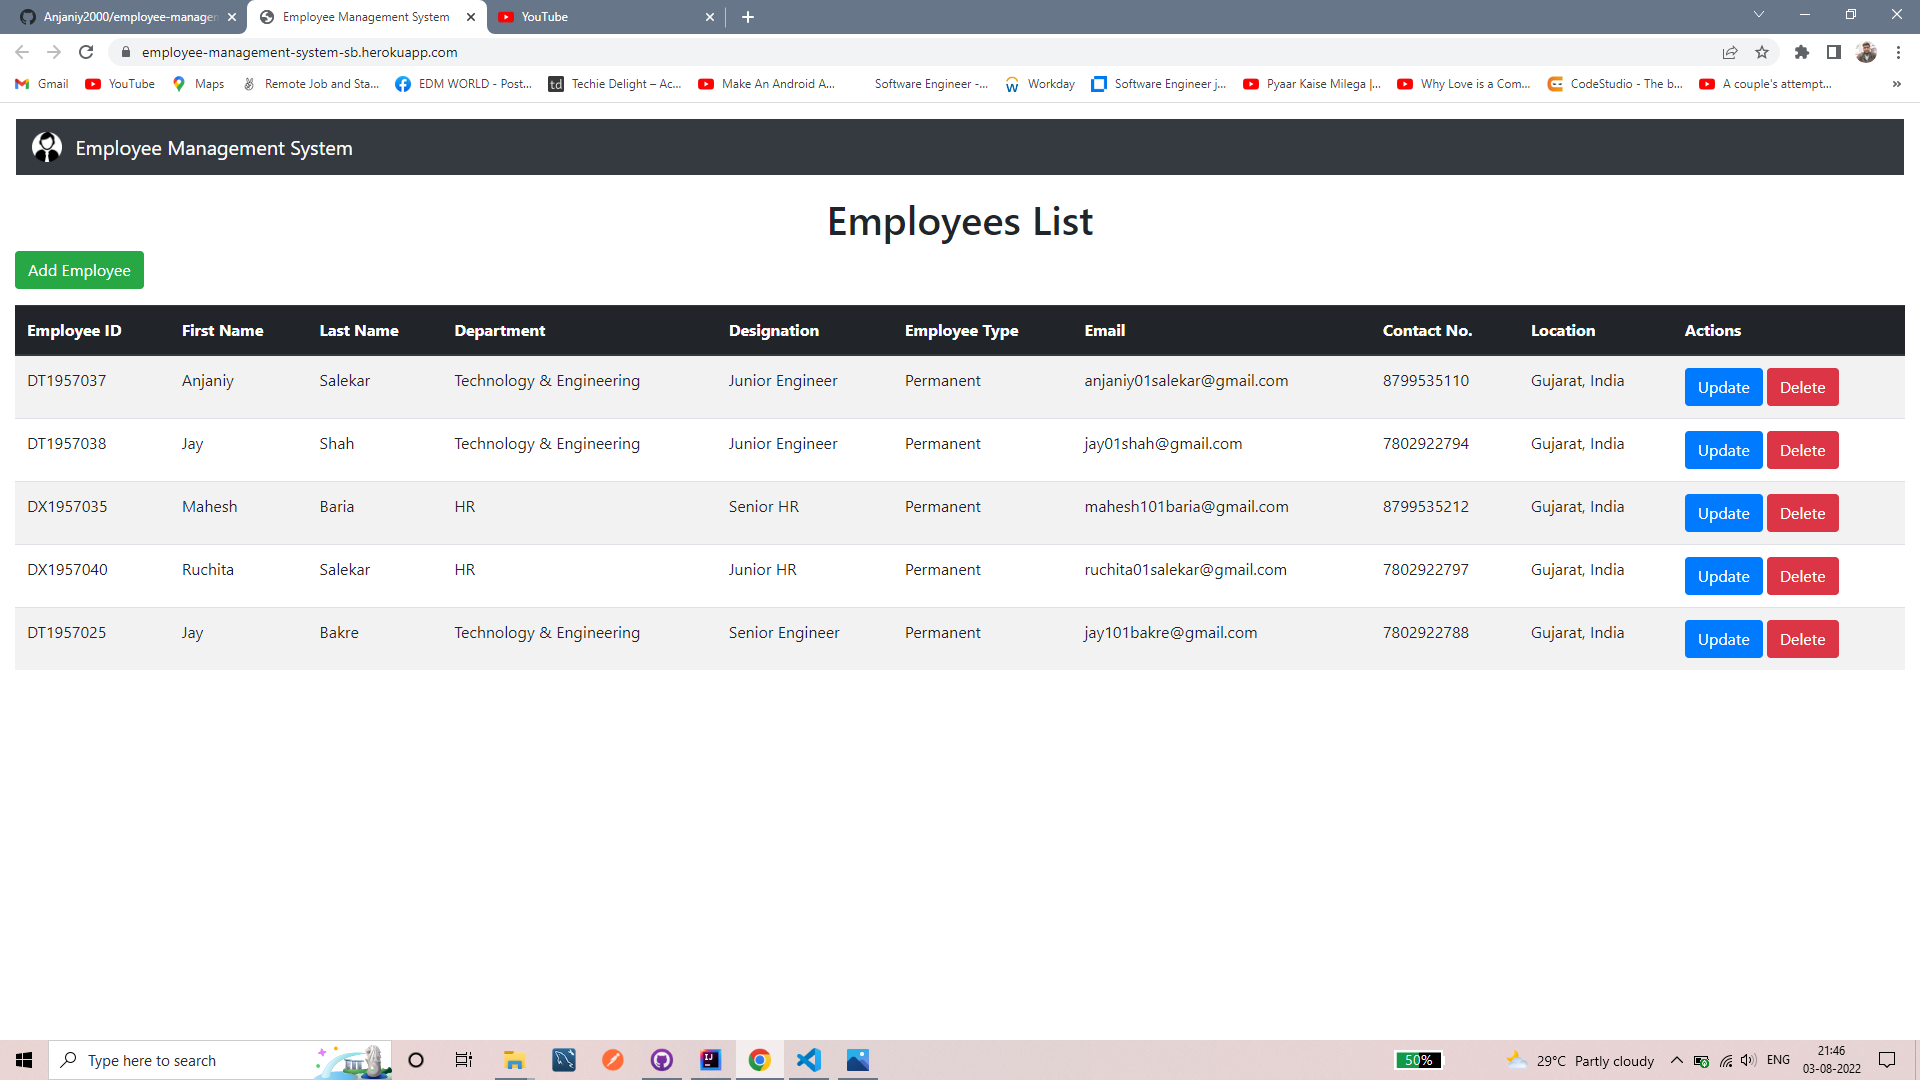 Anjaniy2000/employee-manager
Employee Management System
YouTube
employee-management-system-sb.herokuapp.com
Gmail YouTube Maps Remote Job and Sta... EDM WORLD - Post... td Techie Delight – Ac... Make An Android A... Software Engineer -... Workday Software Engineer j... Pyaar Kaise Milega |... Why Love is a Com... CodeStudio - The b... A couple's attempt... »
Employee Management System
Employees List
Add Employee
Employee ID First Name Last Name Department Designation Employee Type Email Contact No. Location Actions
DT1957037 Anjaniy Salekar Technology & Engineering Junior Engineer Permanent anjaniy01salekar@gmail.com 8799535110 Gujarat, India Update Delete
DT1957038 Jay Shah Technology & Engineering Junior Engineer Permanent jay01shah@gmail.com 7802922794 Gujarat, India Update Delete
DX1957035 Mahesh Baria HR Senior HR Permanent mahesh101baria@gmail.com 8799535212 Gujarat, India Update Delete
DX1957040 Ruchita Salekar HR Junior HR Permanent ruchita01salekar@gmail.com 7802922797 Gujarat, India Update Delete
DT1957025 Jay Bakre Technology & Engineering Senior Engineer Permanent jay101bakre@gmail.com 7802922788 Gujarat, India Update Delete
Type here to search
IJ
50%
29°C Partly cloudy
ENG
21:46
03-08-2022